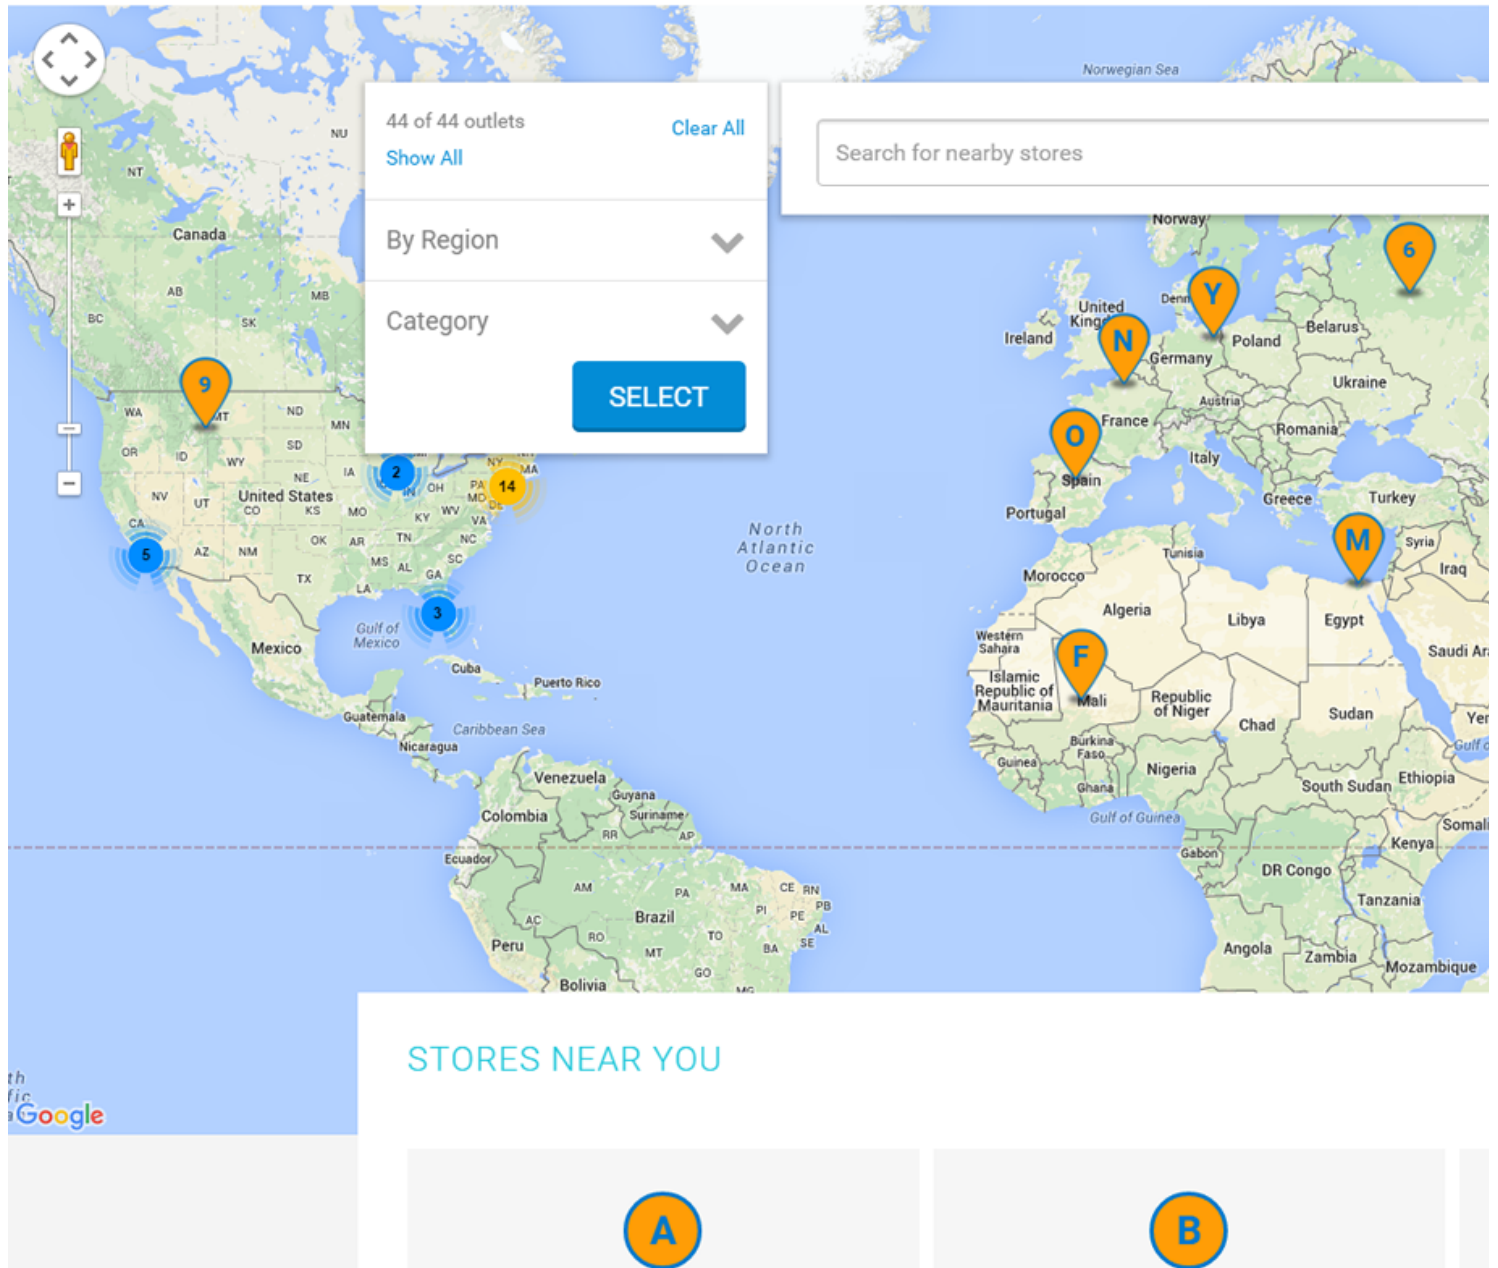 Norwegian Sea
44 of 44 outlets
Clear All
Show All
Search for nearby stores
NU
NT
Canada
By Region
Norway
6
AB
MB
BC
SK
Category
United
Ireland
Y
N
Belarus
Poland
Germany
Ukraine
SELECT
9
WA
MT
ND
MN
Austria
France
Romania
OR
ID
SD
WY
O
Italy
Spain
NY
MA
2
14
IA
NE
IN
OH
PA
MD
DE
NV
UT
United States
CO
KS
MO
KY
WV
VA
Greece
Turkey
Portugal
CA
5
AZ
NM
OK
AR
TN
NC
MS
AL
SC
GA
TX
LA
North
Atlantic
Ocean
M
Syria
Tunisia
Iraq
Morocco
3
Gulf of
Mexico
Algeria
Libya
Egypt
Mexico
Western
Sahara
Saudi Ar
F
Cuba
Puerto Rico
Islamic
Republic of
Mauritania
Mali
Republic
of Niger
Chad
Sudan
Yer
Guatemala
Caribbean Sea
Nicaragua
Burkina
Faso
Guinea
Nigeria
Ghana
Gulf of Guinea
South Sudan
Ethiopia
Venezuela
Guyana
Suriname
Colombia
RR
AP
Somali
Kenya
Ecuador
Gabon
DR Congo
AM
PA
MA
CE
RN
PB
PI
PE
AL
SE
Brazil
AC
RO
TO
BA
MT
GO
MG
Peru
Bolivia
Tanzania
Angola
Zambia
Mozambique
STORES NEAR YOU
Google
A
B